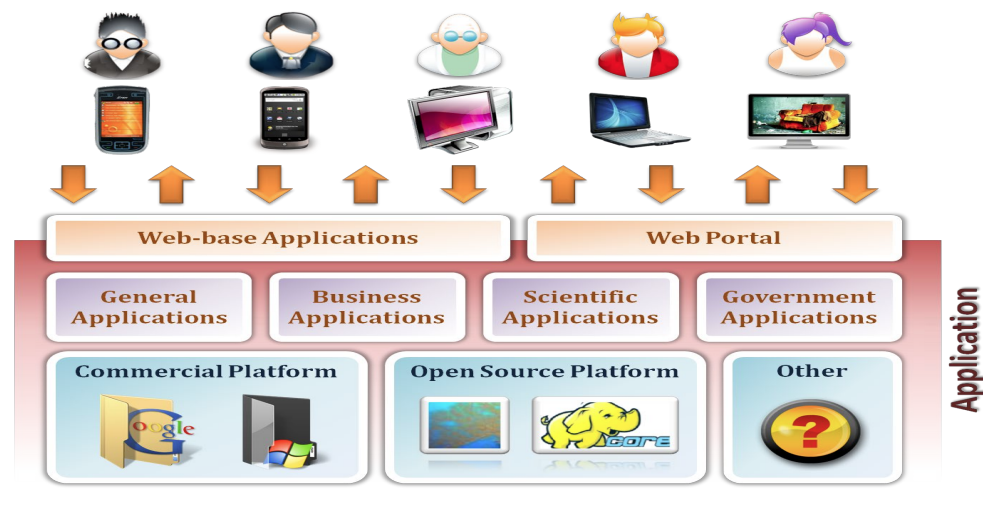 Web-base Applications
Web Portal
General
Applications
Business
Applications
Scientific
Applications
Government
Applications
Application
Commercial Platform
Open Source Platform
Other
Google
CORE
?